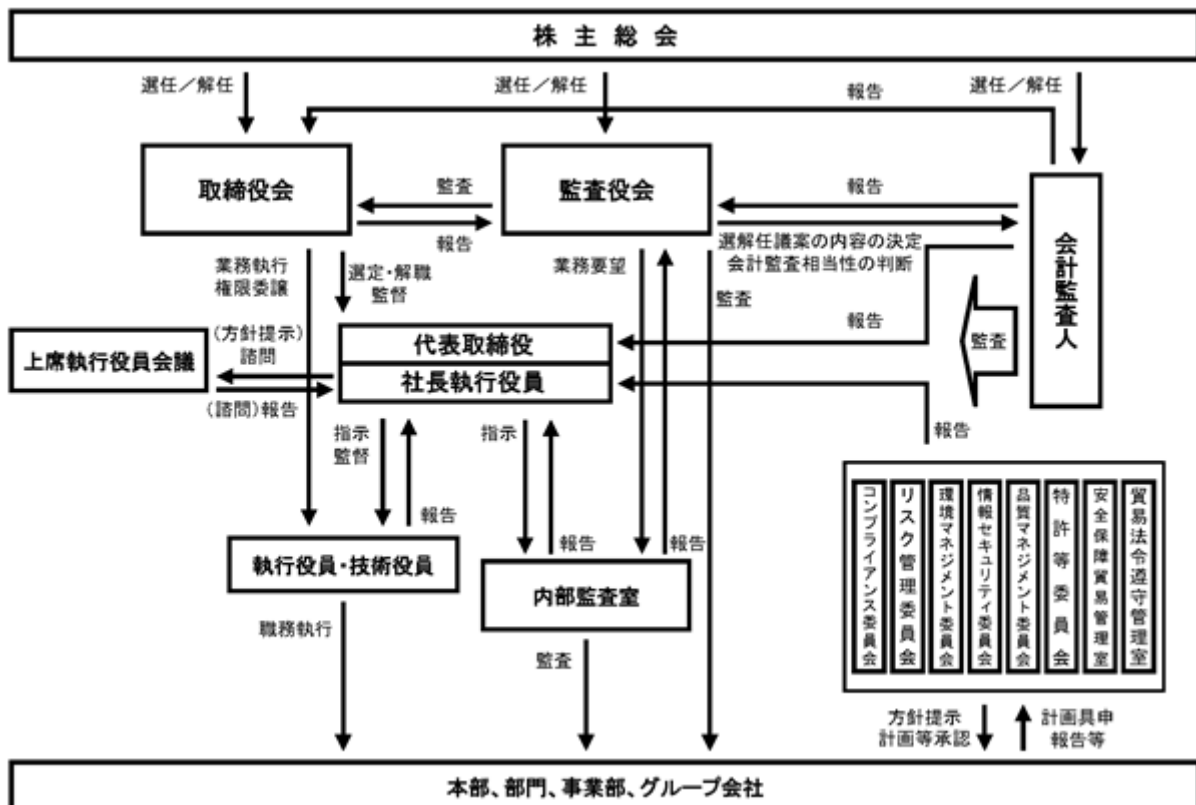 株主総会
選任／解任
選任／解任
報告
選任／解任
取締役会
監査
報告
監査役会
報告
選解任議案の内容の決定
会計監査相当性の判断
会計監査人
業務執行
権限委譲
選定・解職
監督
業務要望
監査
報告
監査
上席執行役員会議
(方針提示)
諮問
(諮問)報告
代表取締役
社長執行役員
報告
指示
監督
報告
指示
報告
報告
執行役員・技術役員
内部監査室
コンプライアンス委員会
リスク管理委員会
環境マネジメント委員会
情報セキュリティ委員会
品質マネジメント委員会
特許等委員会
安全保障貿易管理室
貿易法令遵守管理室
職務執行
監査
方針提示
計画等承認
計画具申
報告等
本部、部門、事業部、グループ会社